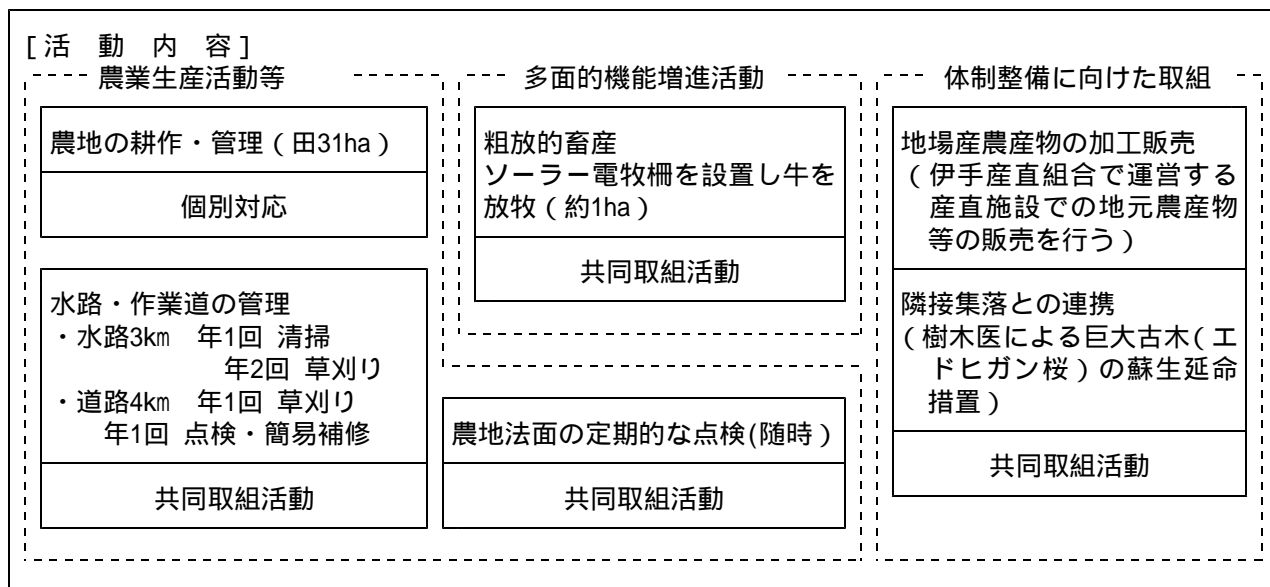 [活 動 内 容]
農業生産活動等
農地の耕作・管理(田31ha)
個別対応
水路・作業道の管理
・水路3㎞ 年1回 清掃
年2回 草刈り
・道路4㎞ 年1回 草刈り
年1回 点検・簡易補修
共同取組活動
農地法面の定期的な点検(随時)
共同取組活動
多面的機能増進活動
粗放的畜産
ソーラー電牧柵を設置し牛を
放牧(約1ha)
共同取組活動
体制整備に向けた取組
地場産農産物の加工販売
(伊手産直組合で運営する
産直施設での地元農産物
等の販売を行う)
隣接集落との連携
(樹木医による巨大古木(エ
ドヒガン桜)の蘇生延命
措置)
共同取組活動